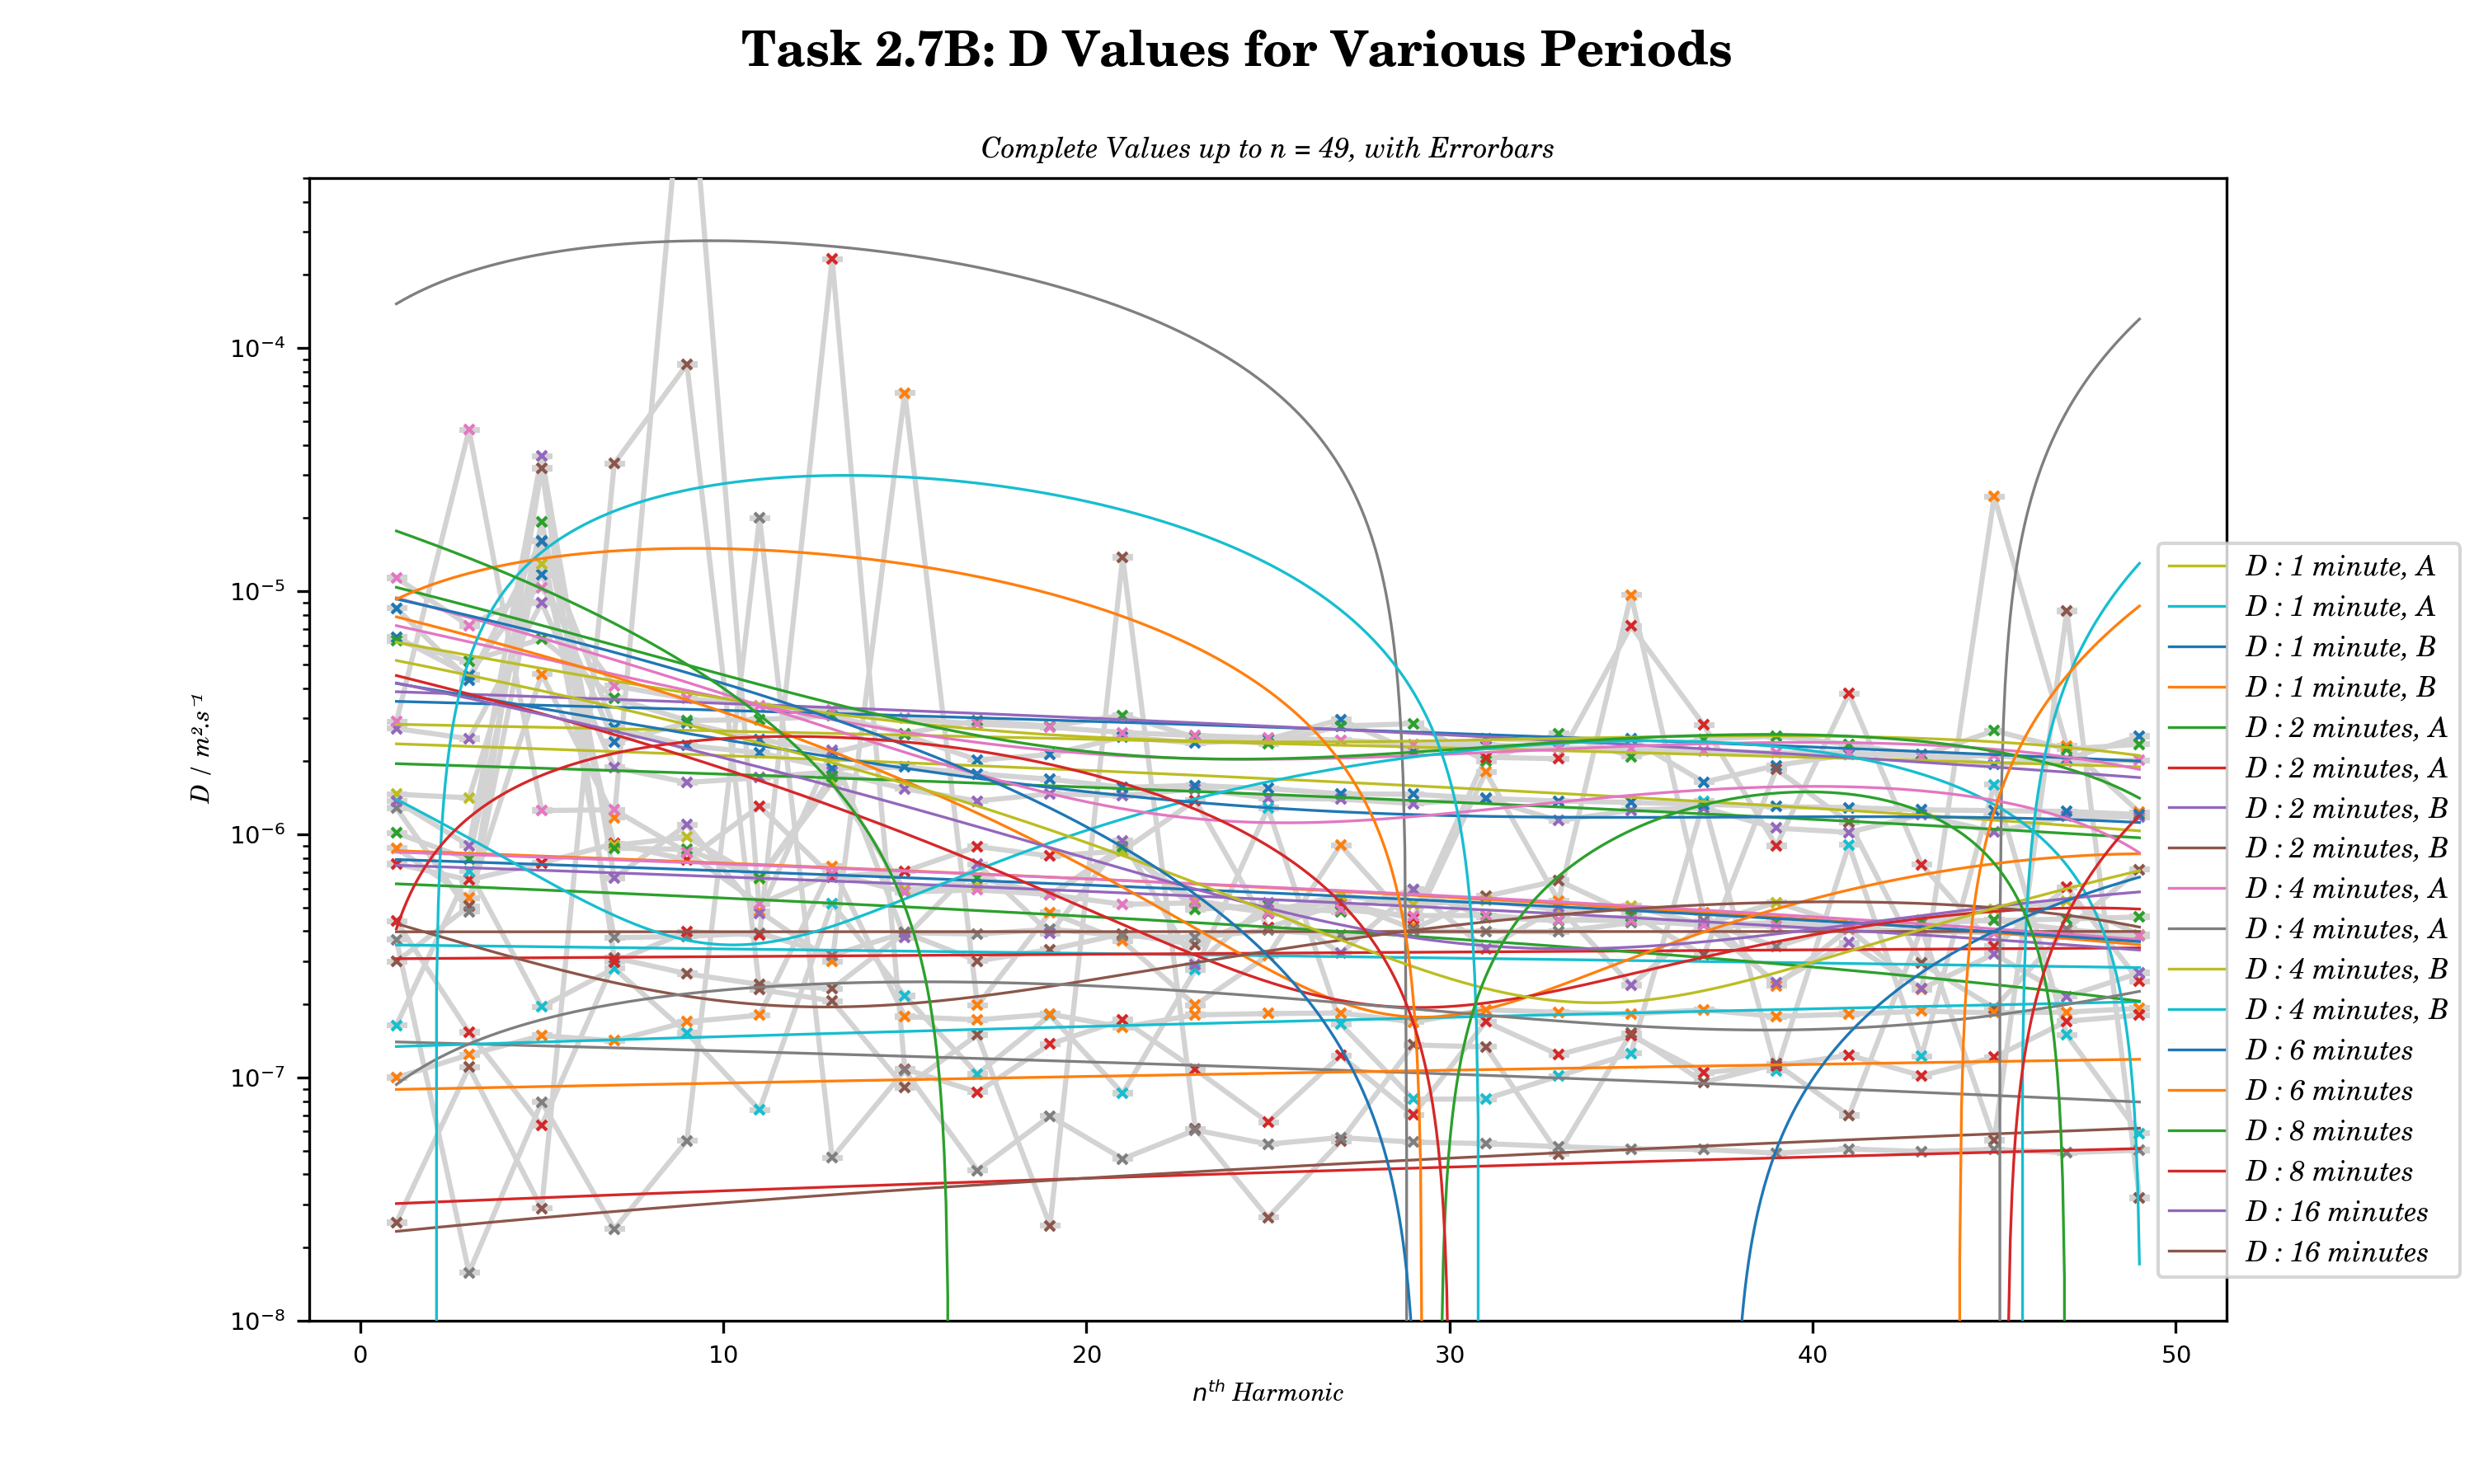 Task 2.7B: D Values for Various Periods
Complete Values up to n = 49, with Errorbars
D / m².s⁻¹
10⁻⁴
10⁻⁵
10⁻⁶
10⁻⁷
10⁻⁸
0 10 20 30 40 50
nᵗʰ Harmonic
D : 1 minute, A
D : 1 minute, A
D : 1 minute, B
D : 1 minute, B
D : 2 minutes, A
D : 2 minutes, A
D : 2 minutes, B
D : 2 minutes, B
D : 4 minutes, A
D : 4 minutes, A
D : 4 minutes, B
D : 4 minutes, B
D : 6 minutes
D : 6 minutes
D : 8 minutes
D : 8 minutes
D : 16 minutes
D : 16 minutes